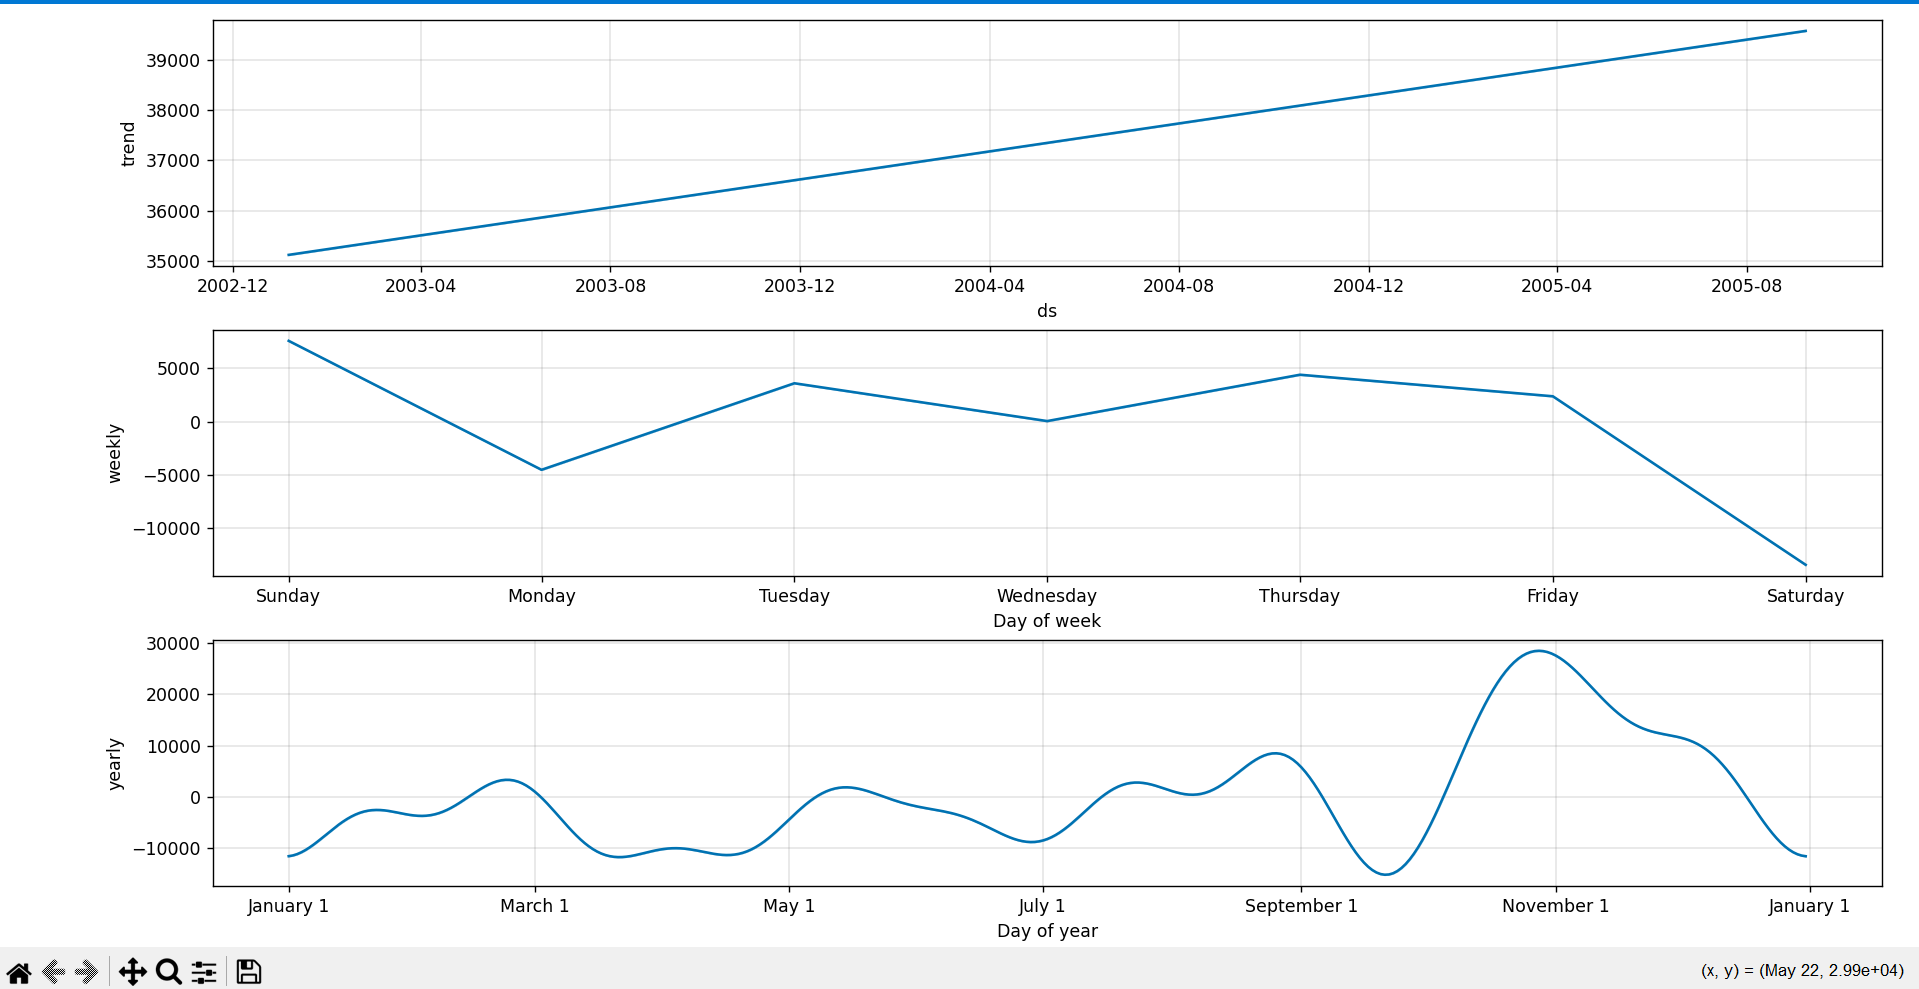 39000
38000
37000
36000
35000
trend
2002-12 2003-04 2003-08 2003-12 2004-04 2004-08 2004-12 2005-04 2005-08
ds
5000
0
−5000
−10000
weekly
Sunday Monday Tuesday Wednesday Thursday Friday Saturday
Day of week
30000
20000
10000
0
−10000
yearly
January 1 March 1 May 1 July 1 September 1 November 1 January 1
Day of year
(x, y) = (May 22, 2.99e+04)